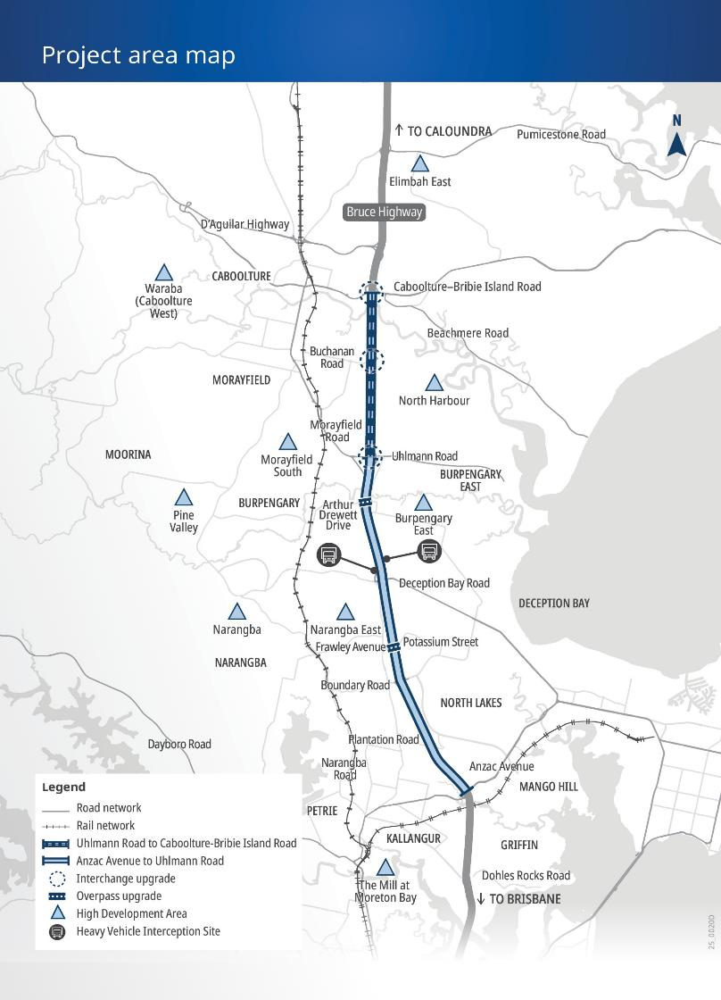 Project area map
N
TO CALOUNDRA
Pumicestone Road
Elimbah East
Bruce Highway
D'Aguilar Highway
CABOOLTURE
Waraba
(Caboolture
West)
Caboolture–Bribie Island Road
Beachmere Road
Buchanan
Road
MORAYFIELD
North Harbour
Morayfield
Road
Morayfield
South
MOORINA
Uhlmann Road
BURPENGARY
EAST
BURPENGARY
Arthur
Drewett
Drive
Pine
Valley
Burpengary
East
Deception Bay Road
DECEPTION BAY
Narangba
Narangba East
Frawley Avenue
Potassium Street
NARANGBA
Boundary Road
NORTH LAKES
Dayboro Road
Plantation Road
Narangba
Road
Anzac Avenue
MANGO HILL
PETRIE
KALLANGUR
GRIFFIN
Dohles Rocks Road
The Mill at
Moreton Bay
TO BRISBANE
Legend
Road network
Rail network
Uhlmann Road to Caboolture-Bribie Island Road
Anzac Avenue to Uhlmann Road
Interchange upgrade
Overpass upgrade
High Development Area
Heavy Vehicle Interception Site
25_0020D